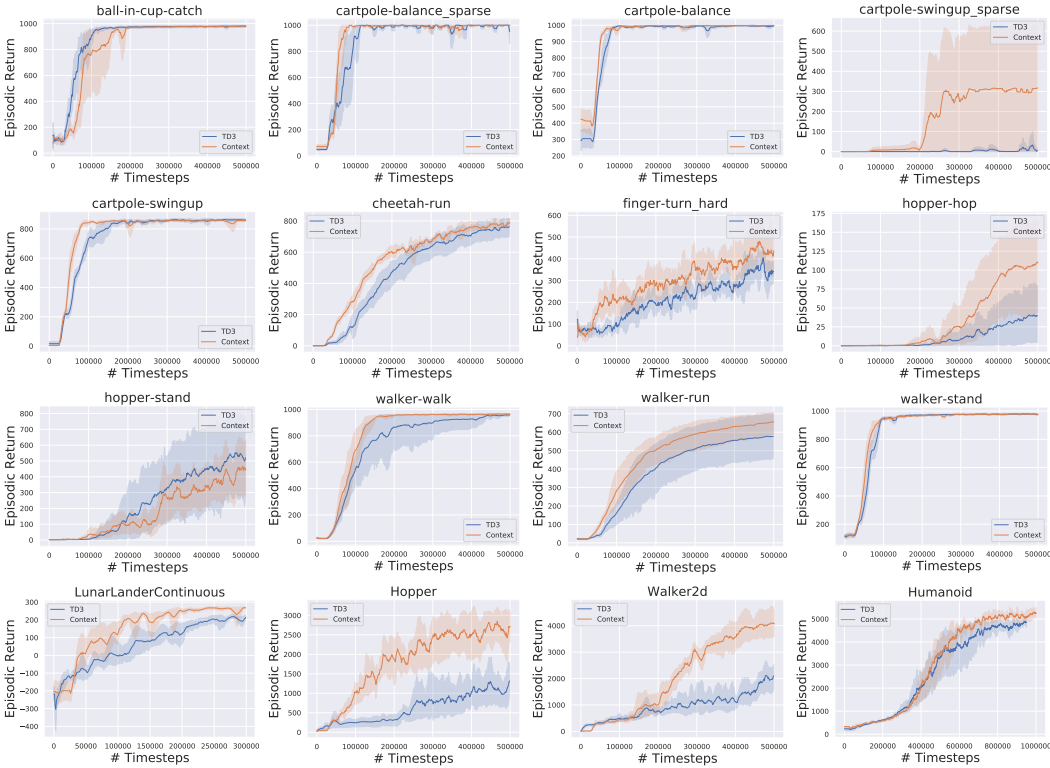 ball-in-cup-catch
Episodic Return
1000
800
600
400
200
0
0 100000 200000 300000 400000 500000
# Timesteps
TD3
Context
cartpole-balance_sparse
Episodic Return
1000
800
600
400
200
0
0 100000 200000 300000 400000 500000
# Timesteps
TD3
Context
cartpole-balance
Episodic Return
1000
900
800
700
600
500
400
300
200
0 100000 200000 300000 400000 500000
# Timesteps
TD3
Context
cartpole-swingup_sparse
Episodic Return
600
500
400
300
200
100
0
0 100000 200000 300000 400000 500000
# Timesteps
TD3
Context
cartpole-swingup
Episodic Return
800
600
400
200
0
0 100000 200000 300000 400000 500000
# Timesteps
TD3
Context
cheetah-run
Episodic Return
800
600
400
200
0
0 100000 200000 300000 400000 500000
# Timesteps
TD3
Context
finger-turn_hard
Episodic Return
600
500
400
300
200
100
0
0 100000 200000 300000 400000 500000
# Timesteps
TD3
Context
hopper-hop
Episodic Return
175
150
125
100
75
50
25
0
0 100000 200000 300000 400000 500000
# Timesteps
TD3
Context
hopper-stand
Episodic Return
800
700
600
500
400
300
200
100
0
0 100000 200000 300000 400000 500000
# Timesteps
TD3
Context
walker-walk
Episodic Return
1000
800
600
400
200
0
0 100000 200000 300000 400000 500000
# Timesteps
TD3
Context
walker-run
Episodic Return
700
600
500
400
300
200
100
0
0 100000 200000 300000 400000 500000
# Timesteps
TD3
Context
walker-stand
Episodic Return
1000
800
600
400
200
0 100000 200000 300000 400000 500000
# Timesteps
TD3
Context
LunarLanderContinuous
Episodic Return
300
200
100
0
−100
−200
−300
−400
0 50000 100000 150000 200000 250000 300000
# Timesteps
TD3
Context
Hopper
Episodic Return
3000
2500
2000
1500
1000
500
0
0 100000 200000 300000 400000 500000
# Timesteps
TD3
Context
Walker2d
Episodic Return
4000
3000
2000
1000
0
0 100000 200000 300000 400000 500000
# Timesteps
TD3
Context
Humanoid
Episodic Return
5000
4000
3000
2000
1000
0
0 200000 400000 600000 800000 1000000
# Timesteps
TD3
Context